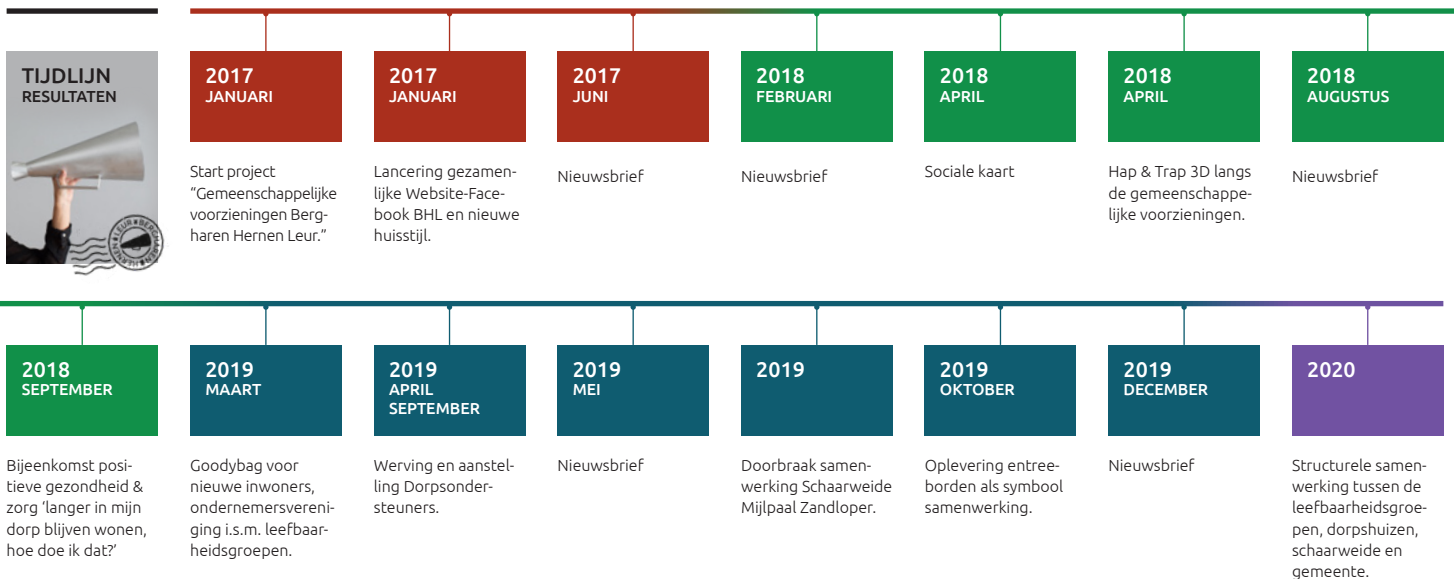 TIJDLIJN
RESULTATEN
LEUR BERGHAREN HERNEN
2017
JANUARI
Start project
“Gemeenschappelijke
voorzieningen Berg-
haren Hernen Leur.”
2017
JANUARI
Lancering gezamen-
lijke Website-Face-
book BHL en nieuwe
huisstijl.
2017
JUNI
Nieuwsbrief
2018
FEBRUARI
Nieuwsbrief
2018
APRIL
Sociale kaart
2018
APRIL
Hap & Trap 3D langs
de gemeenschappe-
lijke voorzieningen.
2018
AUGUSTUS
Nieuwsbrief
2018
SEPTEMBER
Bijeenkomst posi-
tieve gezondheid &
zorg ‘langer in mijn
dorp blijven wonen,
hoe doe ik dat?’
2019
MAART
Goodybag voor
nieuwe inwoners,
ondernemersvereni-
ging i.s.m. leefbaar-
heidsgroepen.
2019
APRIL
SEPTEMBER
Werving en aanstel-
ling Dorpsonder-
steuners.
2019
MEI
Nieuwsbrief
2019
Doorbraak samen-
werking Schaarweide
Mijlpaal Zandloper.
2019
OKTOBER
Oplevering entree-
borden als symbool
samenwerking.
2019
DECEMBER
Nieuwsbrief
2020
Structurele samen-
werking tussen de
leefbaarheidsgroe-
pen, dorpshuizen,
schaarweide en
gemeente.